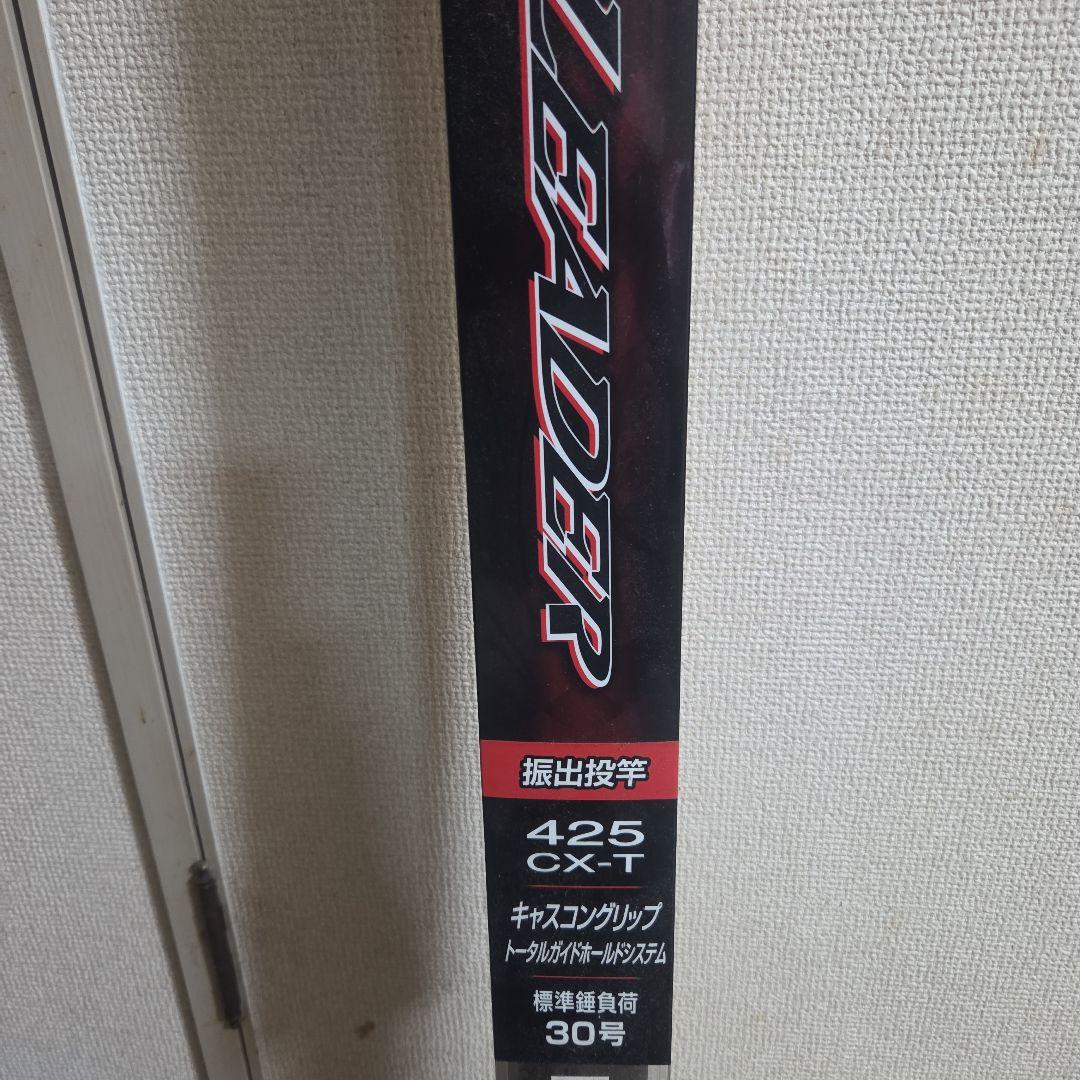 LEADER
振出投竿
425
CX-T
キャスコングリップ
トータルガイドホールドシステム
標準錘負荷
30号